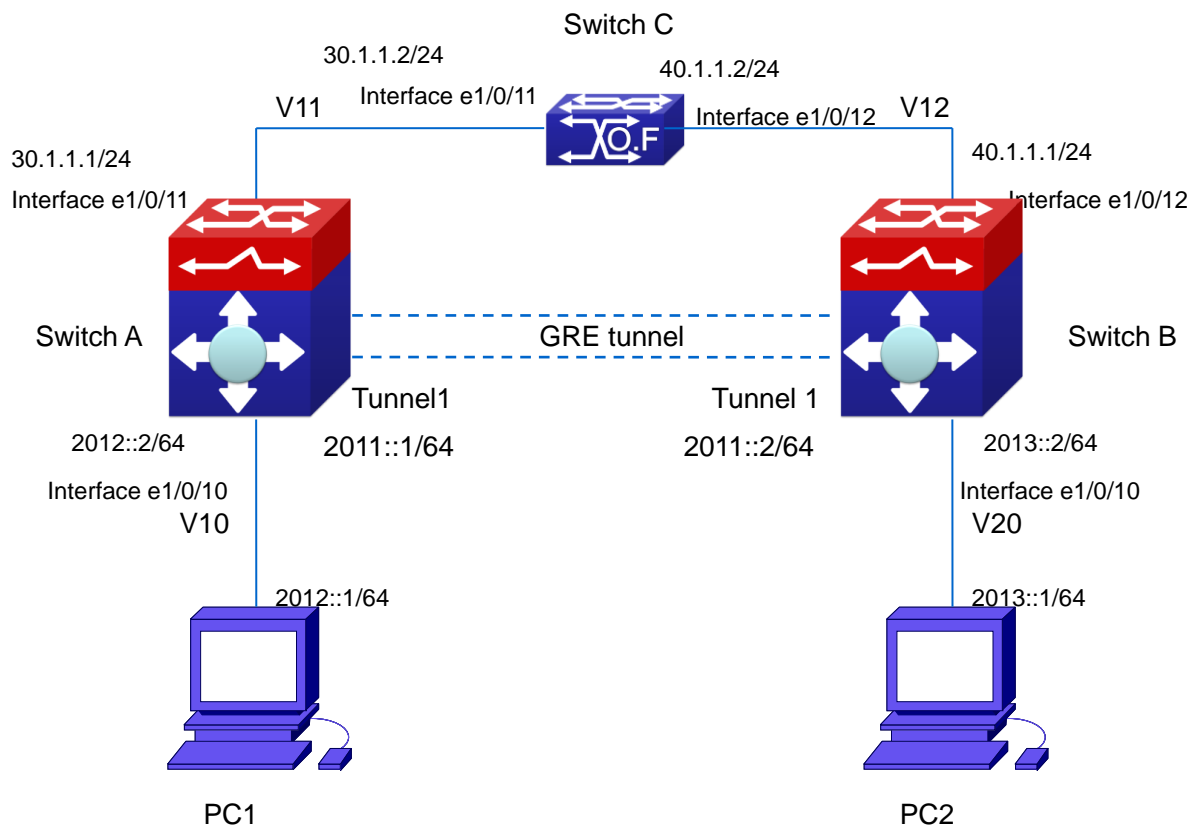 Switch C
30.1.1.2/24
40.1.1.2/24
Interface e1/0/11
V11
Interface e1/0/12
V12
O.F
30.1.1.1/24
40.1.1.1/24
Interface e1/0/11
Interface e1/0/12
Switch A
GRE tunnel
Switch B
Tunnel1
Tunnel 1
2012::2/64
2011::1/64
2011::2/64
2013::2/64
Interface e1/0/10
Interface e1/0/10
V10
V20
2012::1/64
2013::1/64
PC1
PC2